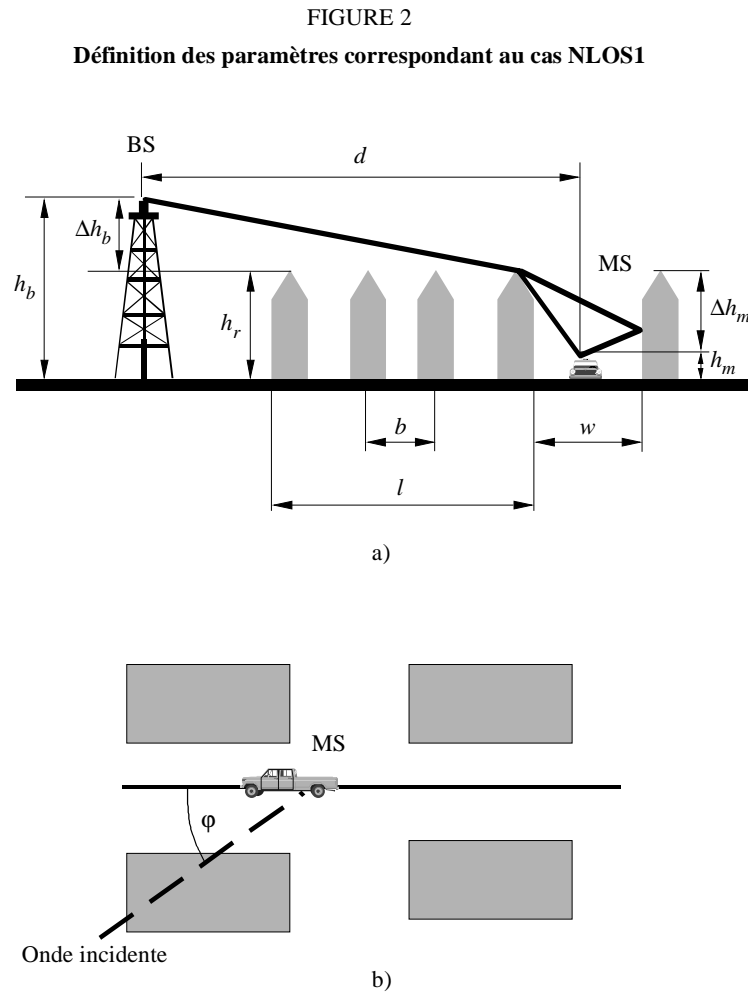 FIGURE 2
Définition des paramètres correspondant au cas NLOS1
BS
d
Δh_b
MS
h_b
h_r
Δh_m
h_m
b
w
l
a)
MS
φ
Onde incidente
b)